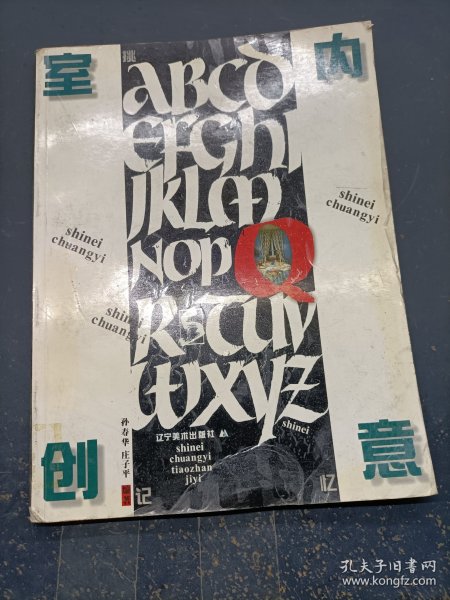 室 内
创 意
挑
记 忆
ABCD
EFGHI
JKLM
NOPQ
RSTUV
WXYZ
shinei
chuangyi
shinei
chuangyi
shinei
chuangyi
shinei
辽宁美术出版社
shinei
chuangyi
tiaozhan
jiyi
孙春华 庄子平
孔夫子旧书网
www.kongfz.com